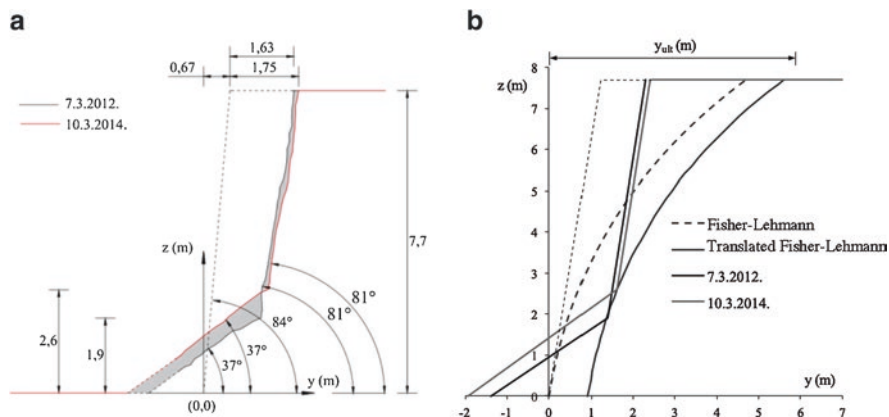 a
1,63
0,67
1,75
7.3.2012.
10.3.2014.
7,7
z (m)
2,6
1,9
81°
81°
84°
37°
37°
y (m)
(0,0)
b
y_ult (m)
z (m)
8
7
6
5
4
3
2
1
0
Fisher-Lehmann
Translated Fisher-Lehmann
7.3.2012.
10.3.2014.
y (m)
-2 -1 0 1 2 3 4 5 6 7